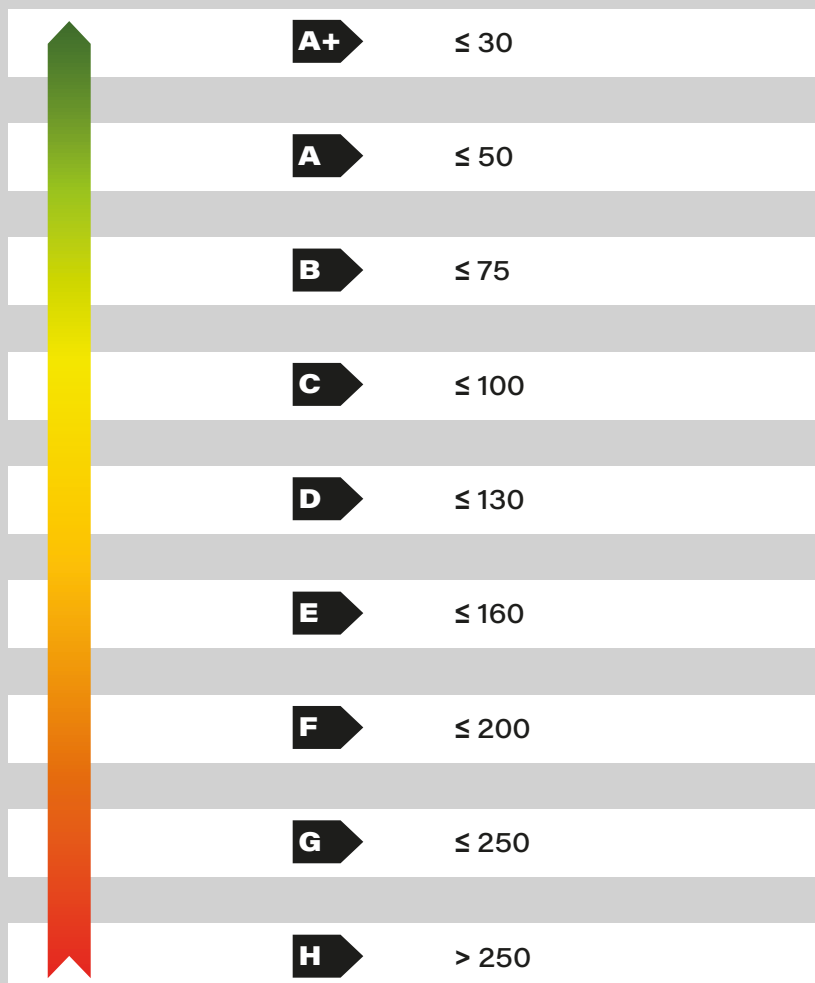 A+ ≤ 30
A ≤ 50
B ≤ 75
C ≤ 100
D ≤ 130
E ≤ 160
F ≤ 200
G ≤ 250
H > 250